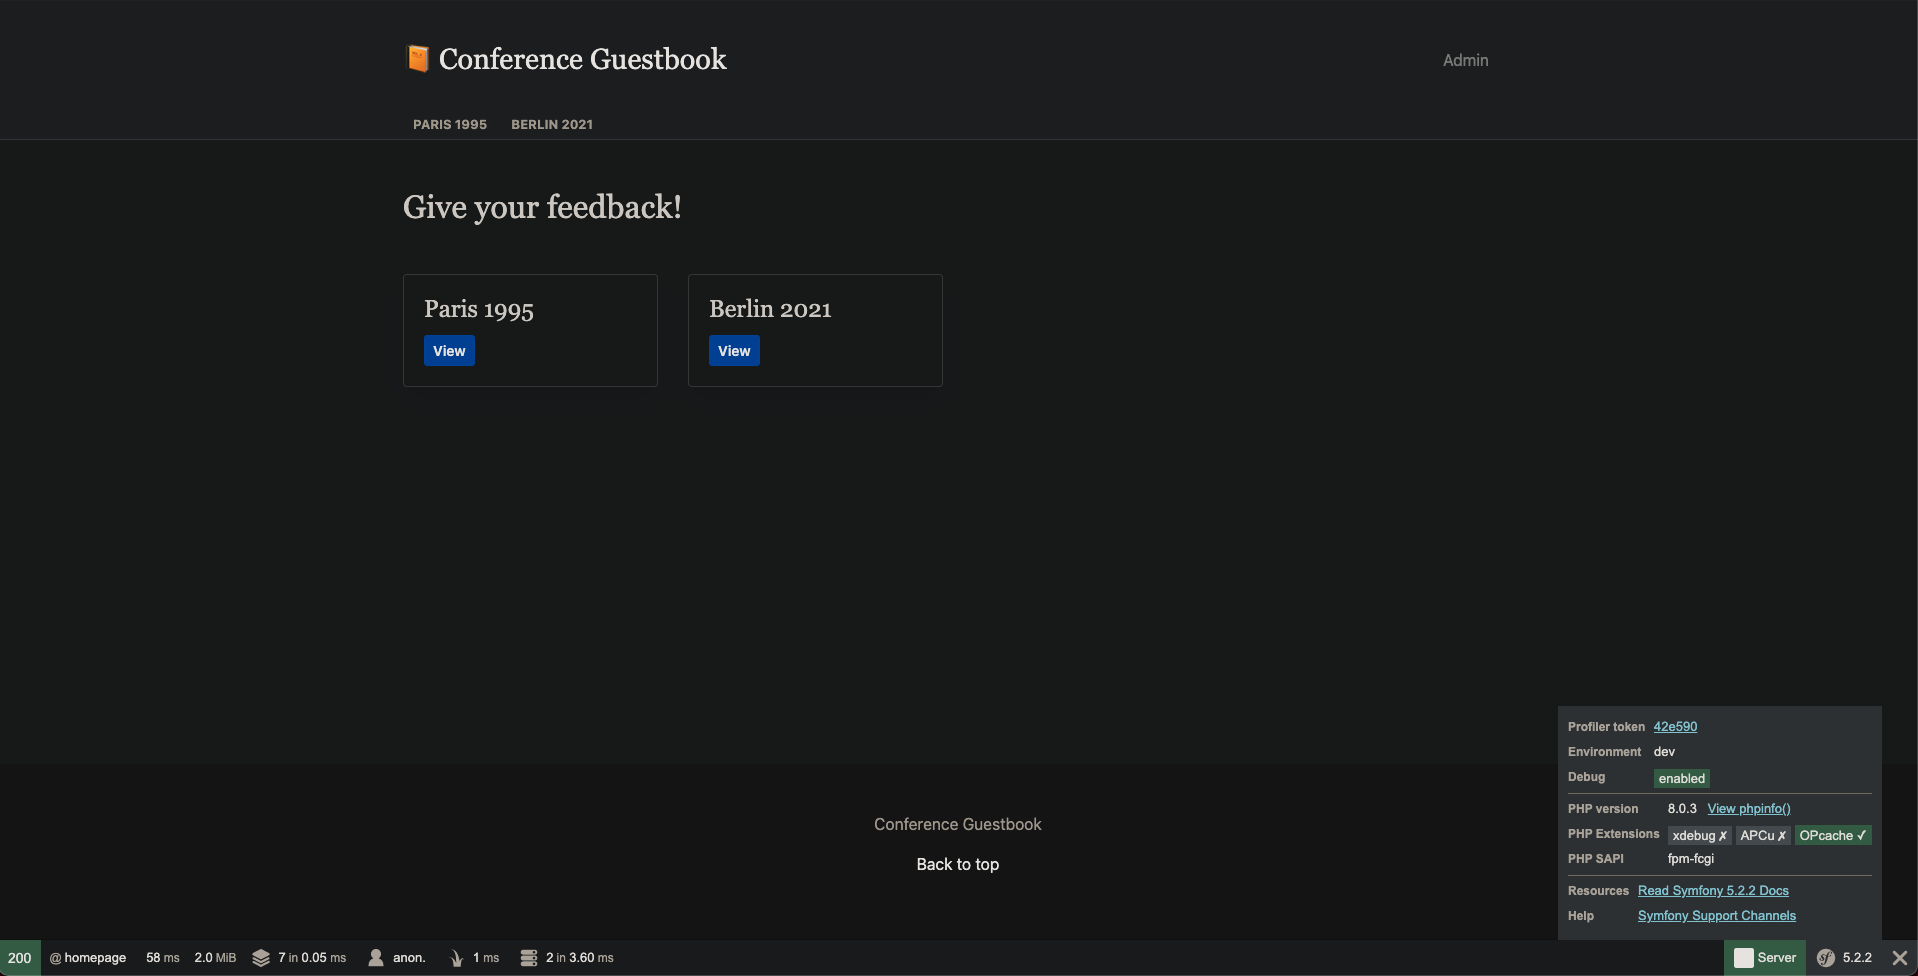 Conference Guestbook
Admin
PARIS 1995 BERLIN 2021
Give your feedback!
Paris 1995
View
Berlin 2021
View
Conference Guestbook
Back to top
Profiler token 42e590
Environment dev
Debug enabled
PHP version 8.0.3 View phpinfo()
PHP Extensions xdebug ✗ APCu ✗ OPcache ✓
PHP SAPI fpm-fcgi
Resources Read Symfony 5.2.2 Docs
Help Symfony Support Channels
200 @ homepage 58 ms 2.0 MiB 7 in 0.05 ms anon. 1 ms 2 in 3.60 ms Server sf 5.2.2